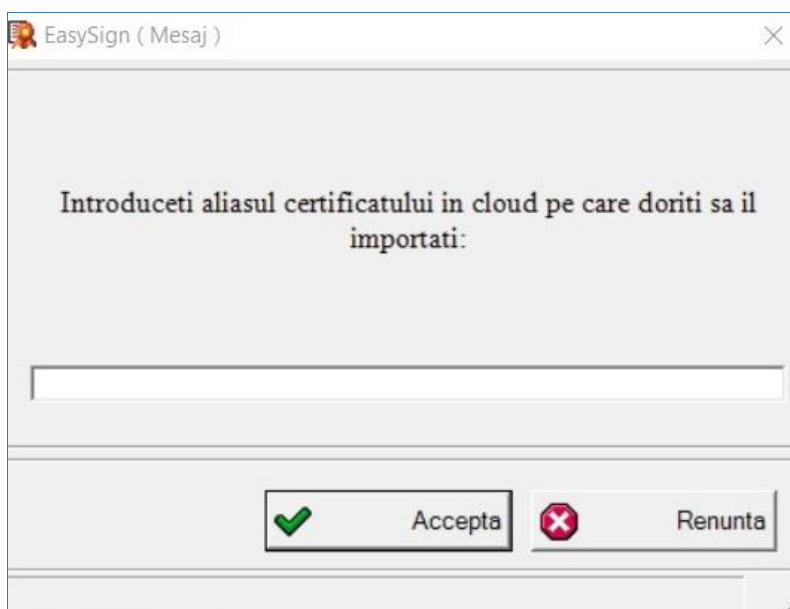 EasySign ( Mesaj )
Introduceti aliasul certificatului in cloud pe care doriti sa il
importati:
Accepta
Renunta